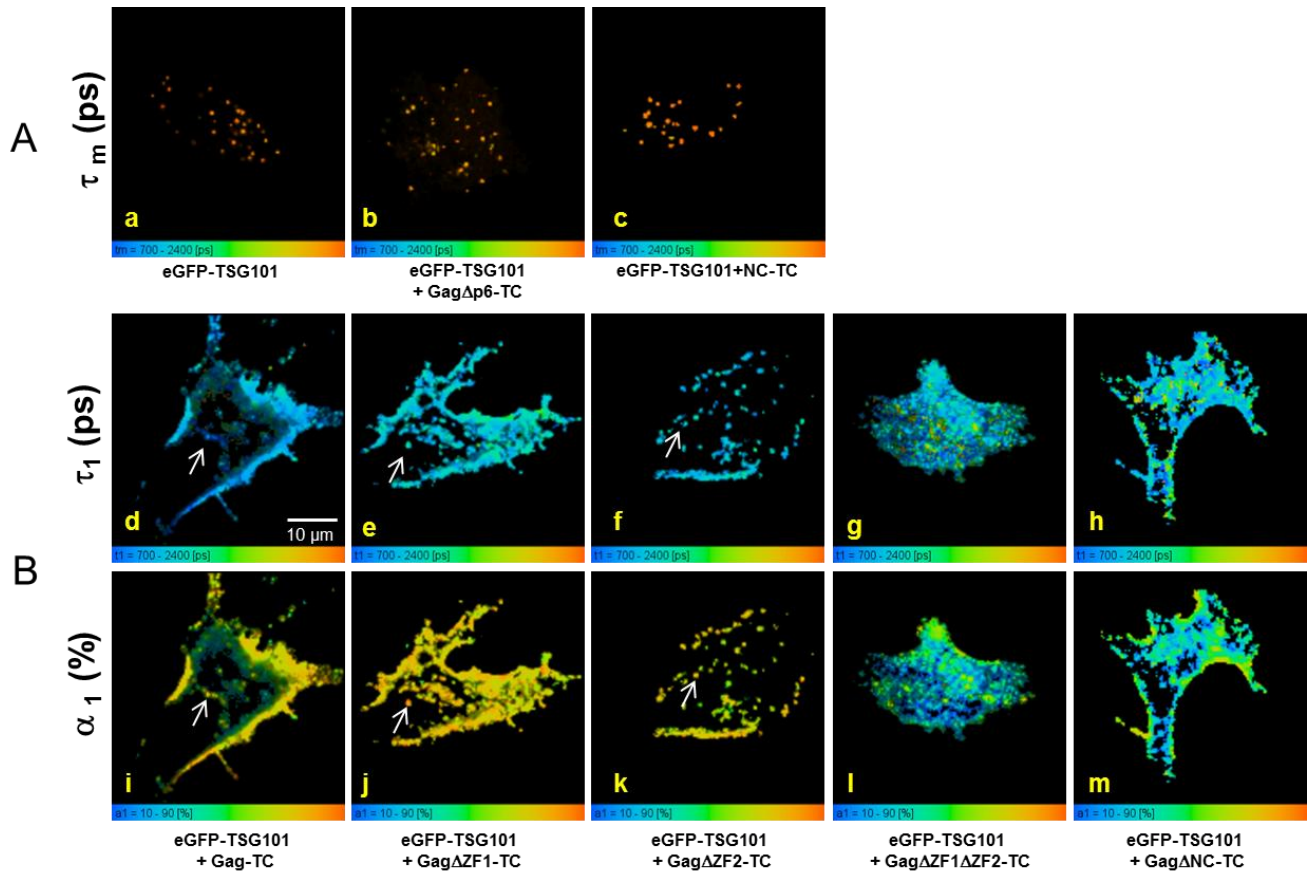 A
τ m (ps)
a
b
c
tm = 700 - 2400 [ps]
tm = 700 - 2400 [ps]
tm = 700 - 2400 [ps]
eGFP-TSG101
eGFP-TSG101
+ GagΔp6-TC
eGFP-TSG101+NC-TC
B
τ1 (ps)
d
10 µm
e
f
g
h
t1 = 700 - 2400 [ps]
t1 = 700 - 2400 [ps]
t1 = 700 - 2400 [ps]
t1 = 700 - 2400 [ps]
t1 = 700 - 2400 [ps]
α 1 (%)
i
j
k
l
m
a1 = 10 - 90 [%]
a1 = 10 - 90 [%]
a1 = 10 - 90 [%]
a1 = 10 - 90 [%]
a1 = 10 - 90 [%]
eGFP-TSG101
+ Gag-TC
eGFP-TSG101
+ GagΔZF1-TC
eGFP-TSG101
+ GagΔZF2-TC
eGFP-TSG101
+ GagΔZF1ΔZF2-TC
eGFP-TSG101
+ GagΔNC-TC